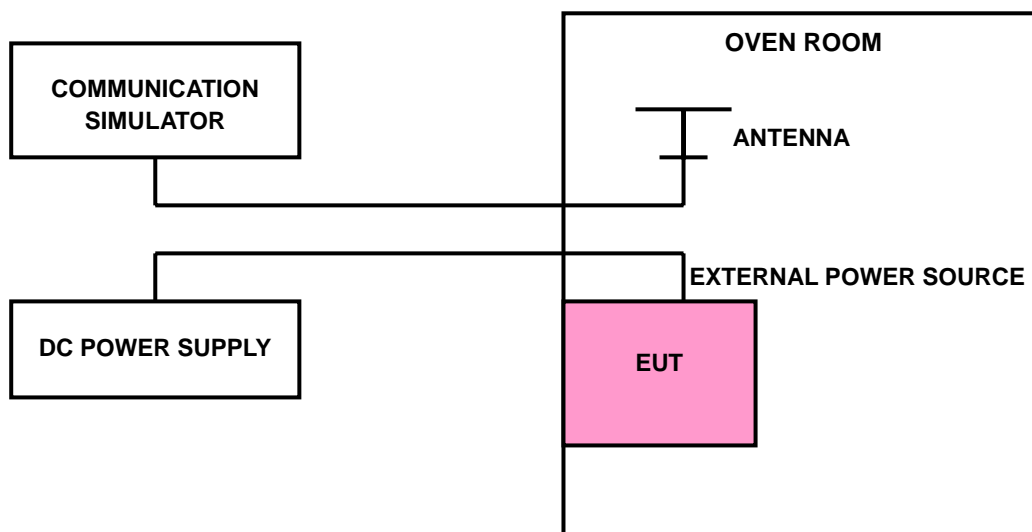 OVEN ROOM
COMMUNICATION
SIMULATOR
ANTENNA
EXTERNAL POWER SOURCE
DC POWER SUPPLY
EUT